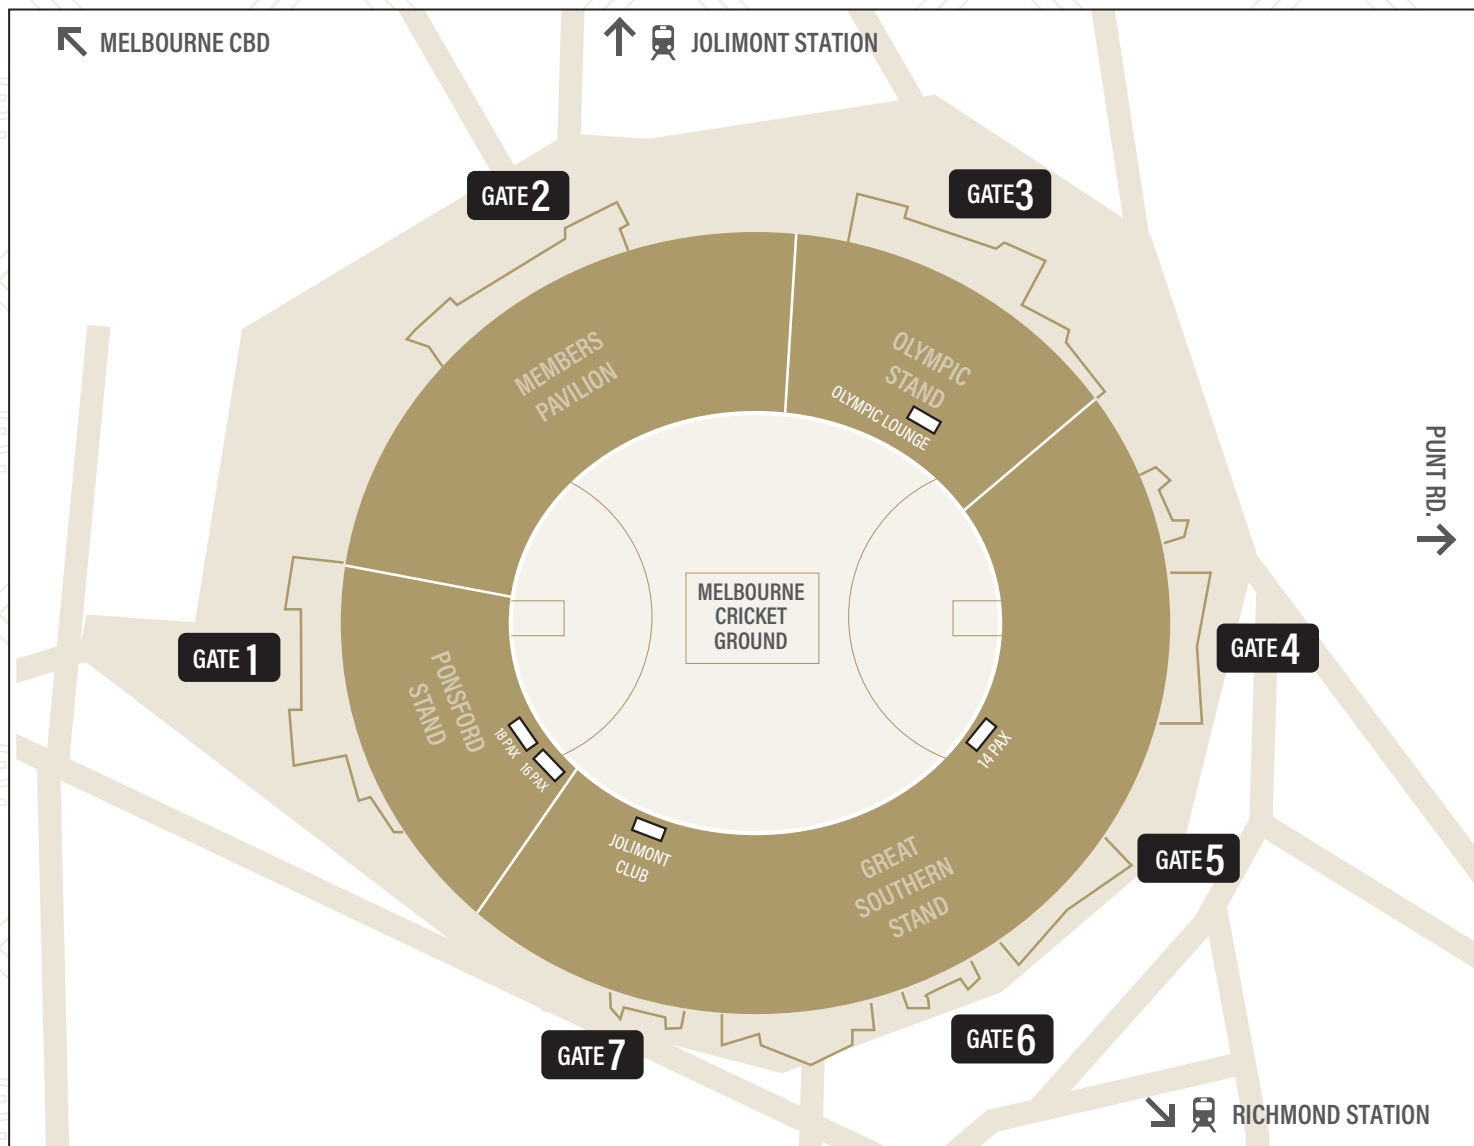 MELBOURNE CBD
JOLIMONT STATION
GATE 2
GATE 3
MEMBERS
PAVILION
OLYMPIC
STAND
OLYMPIC LOUNGE
PUNT RD.
MELBOURNE
CRICKET
GROUND
GATE 1
GATE 4
PONSFORD
STAND
18 PAX
16 PAX
14 PAX
JOLIMONT
CLUB
GREAT
SOUTHERN
STAND
GATE 5
GATE 6
GATE 7
RICHMOND STATION